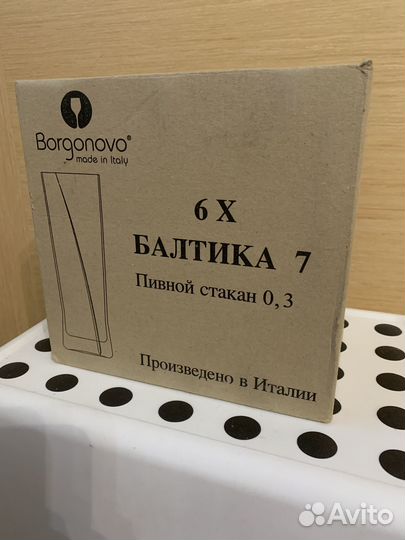 Borgonovo®
made in Italy
6 X
БАЛТИКА 7
Пивной стакан 0,3
Произведено в Италии
Avito